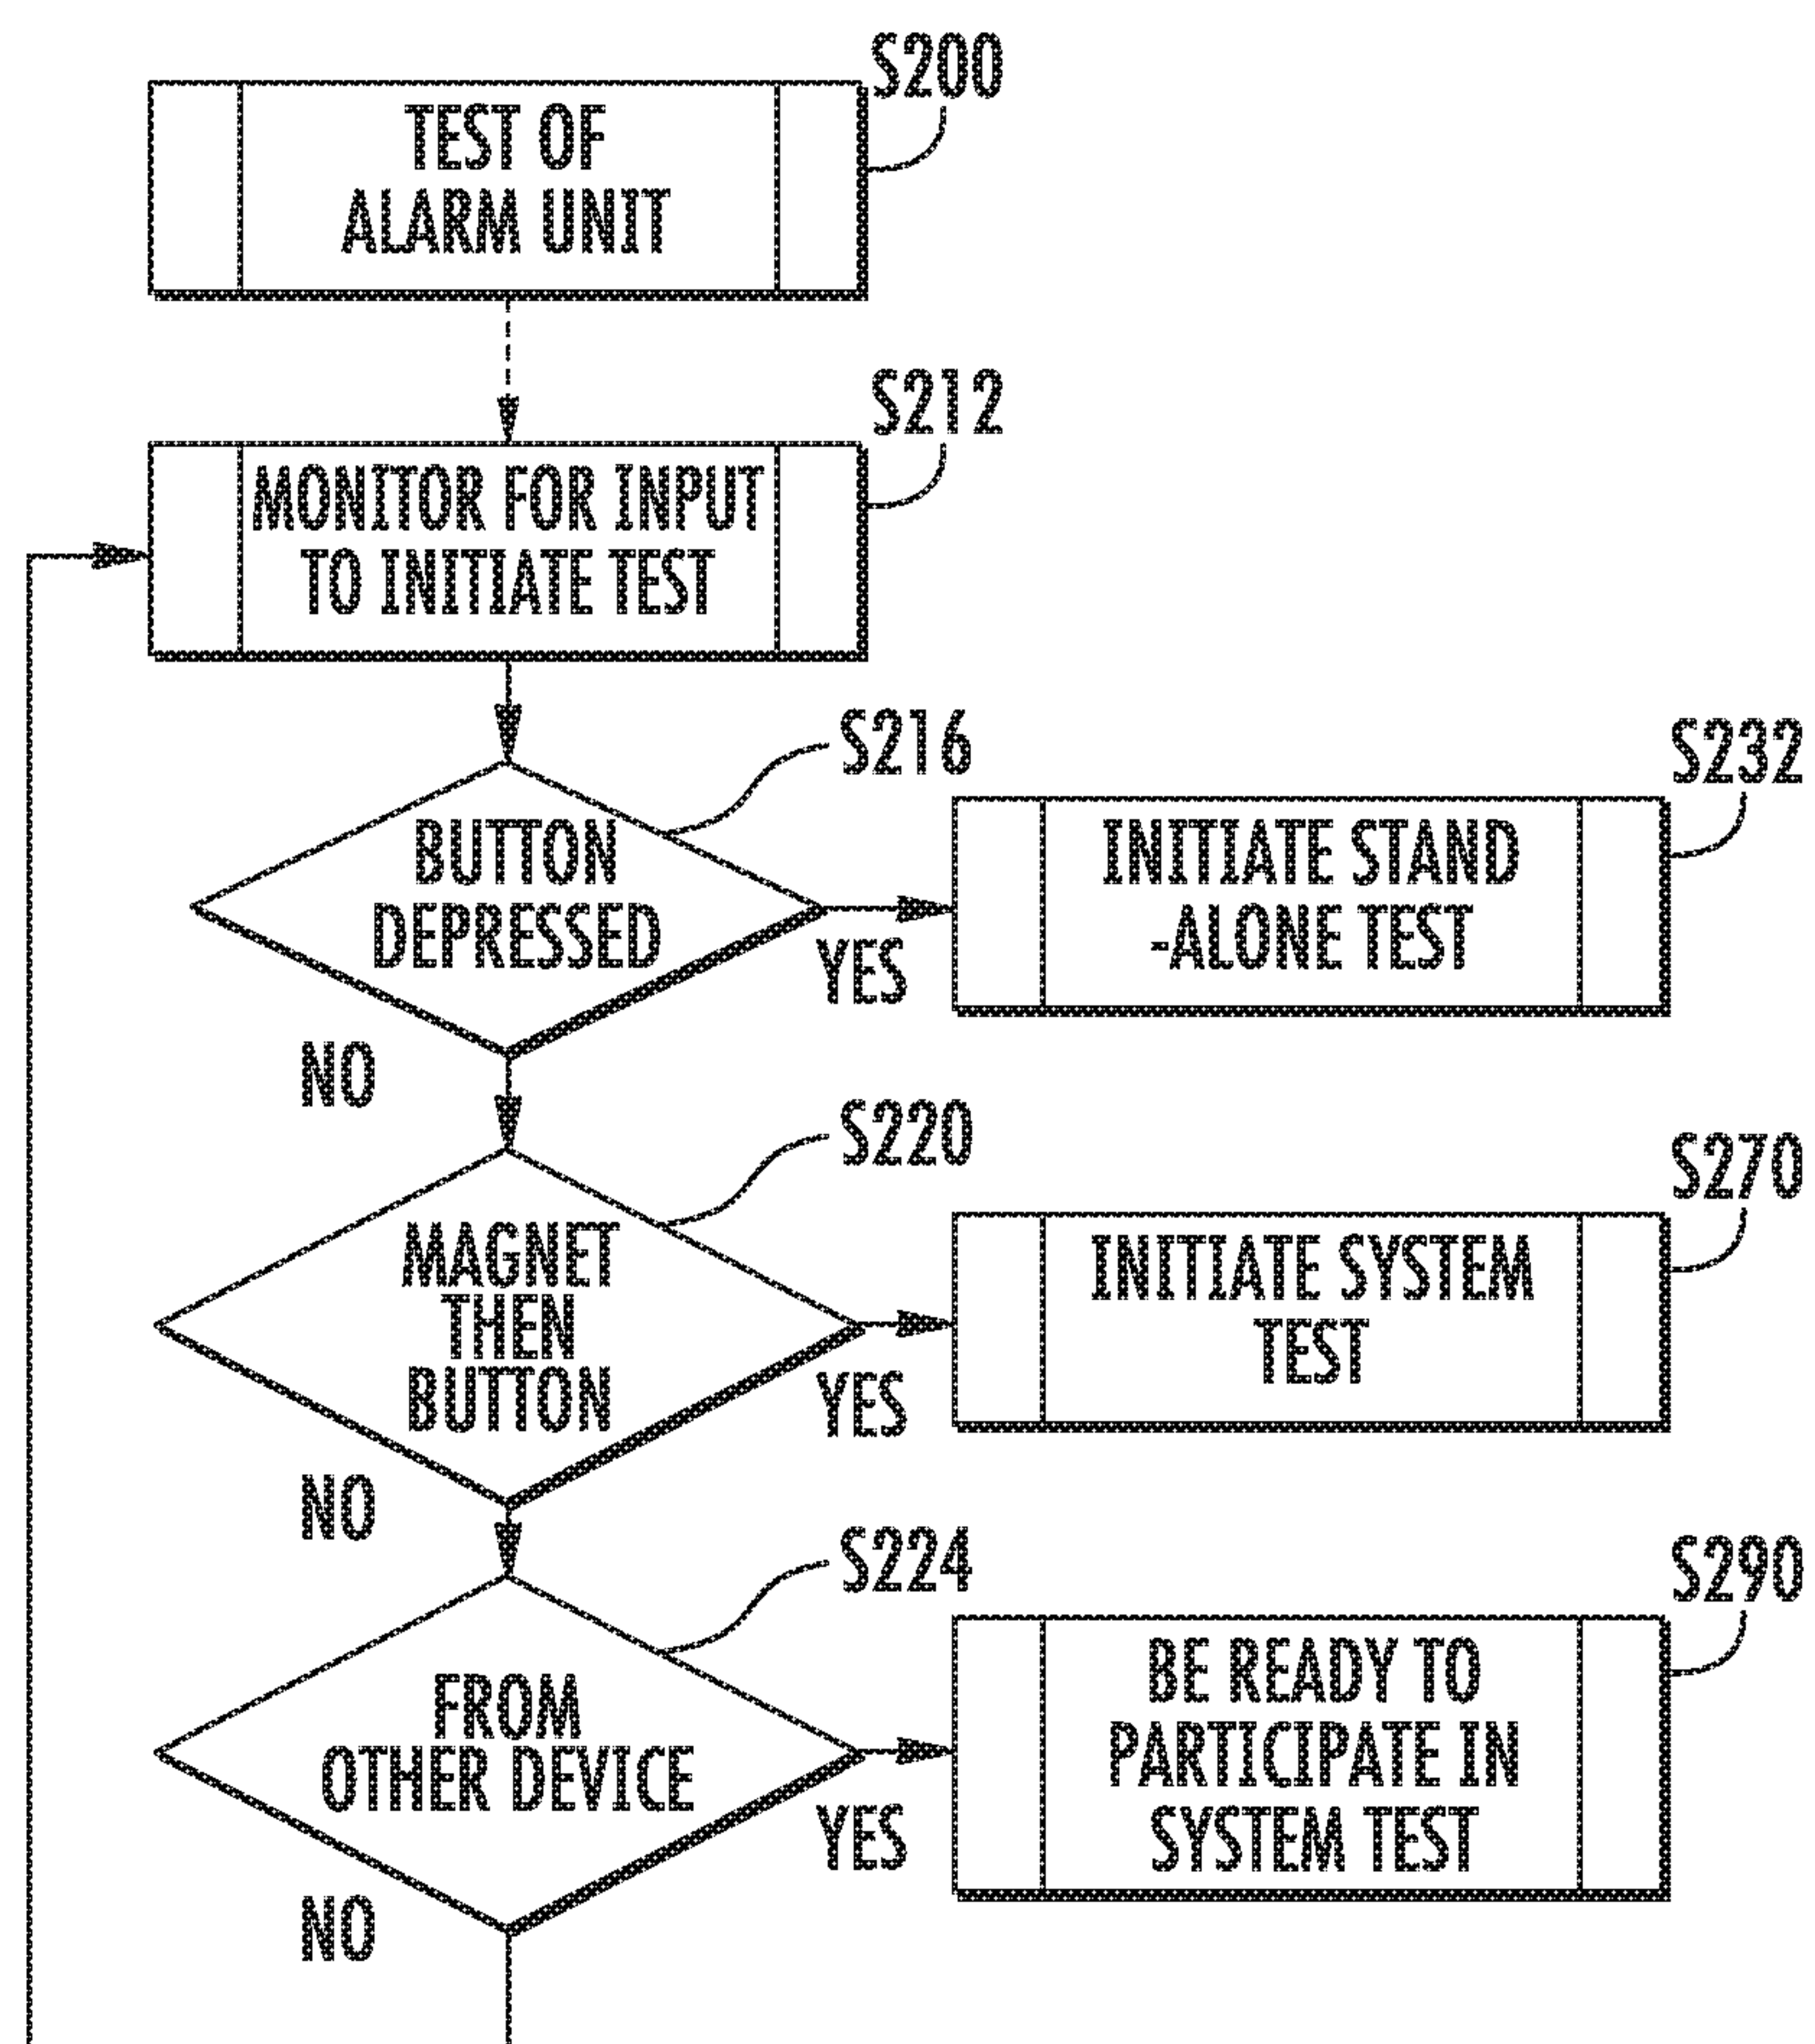 S200
TEST OF
ALARM UNIT
S212
MONITOR FOR INPUT
TO INITIATE TEST
S216
BUTTON
DEPRESSED
YES
NO
S232
INITIATE STAND
-ALONE TEST
S220
MAGNET
THEN
BUTTON
YES
NO
S270
INITIATE SYSTEM
TEST
S224
FROM
OTHER DEVICE
YES
NO
S290
BE READY TO
PARTICIPATE IN
SYSTEM TEST